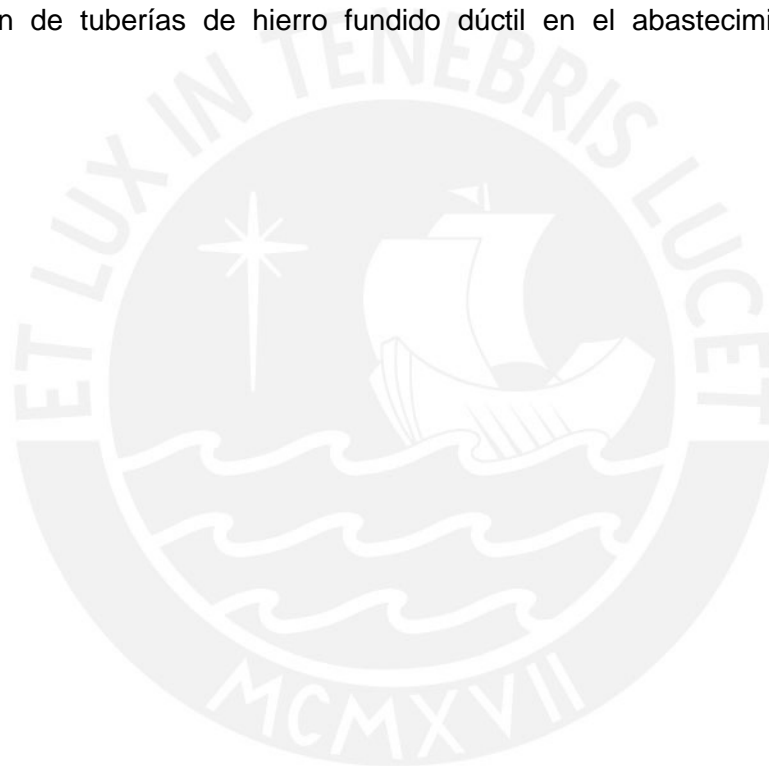 n de tuberías de hierro fundido dúctil en el abastecimi
ET LUX IN TENEBRIS LUCET
MCMXVII